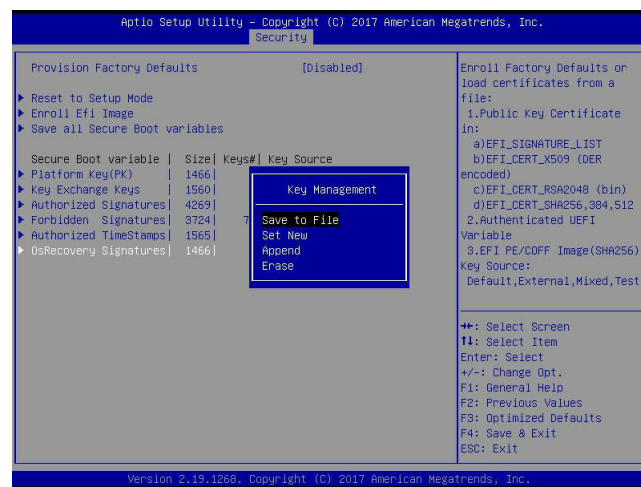 Aptio Setup Utility – Copyright (C) 2017 American Megatrends, Inc.
Security
Provision Factory Defaults [Disabled]
Reset to Setup Mode
Enroll Efi Image
Save all Secure Boot variables
Secure Boot variable | Size| Keys#| Key Source
Platform Key(PK) | 1466|
Key Exchange Keys | 1560|
Authorized Signatures| 4269|
Forbidden Signatures| 3724| 7
Authorized TimeStamps| 1565|
OsRecovery Signatures| 1466|
Key Management
Save to File
Set New
Append
Erase
Enroll Factory Defaults or
load certificates from a
file:
1.Public Key Certificate
in:
a)EFI_SIGNATURE_LIST
b)EFI_CERT_X509 (DER
encoded)
c)EFI_CERT_RSA2048 (bin)
d)EFI_CERT_SHA256,384,512
2.Authenticated UEFI
Variable
3.EFI PE/COFF Image(SHA256)
Key Source:
Default,External,Mixed,Test
→←: Select Screen
↑↓: Select Item
Enter: Select
+/-: Change Opt.
F1: General Help
F2: Previous Values
F3: Optimized Defaults
F4: Save & Exit
ESC: Exit
Version 2.19.1268. Copyright (C) 2017 American Megatrends, Inc.